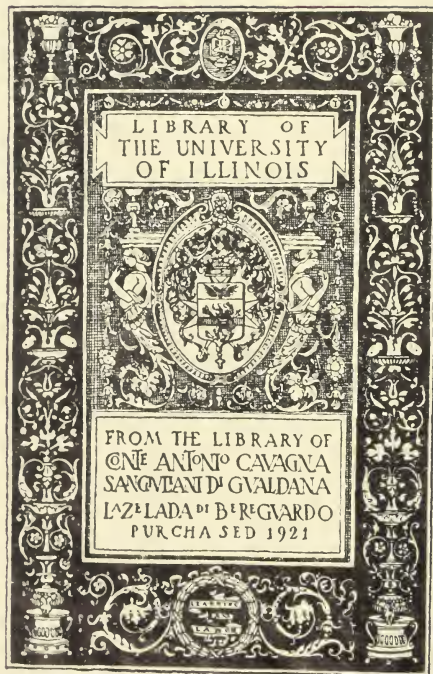 LIBRARY OF
THE UNIVERSITY
OF ILLINOIS
FROM THE LIBRARY OF
CONTE ANTONIO CAVAGNA
SANGIULIANI DI GUALDANA
LAZELADA DI BEREGUARDO
PURCHASED 1921